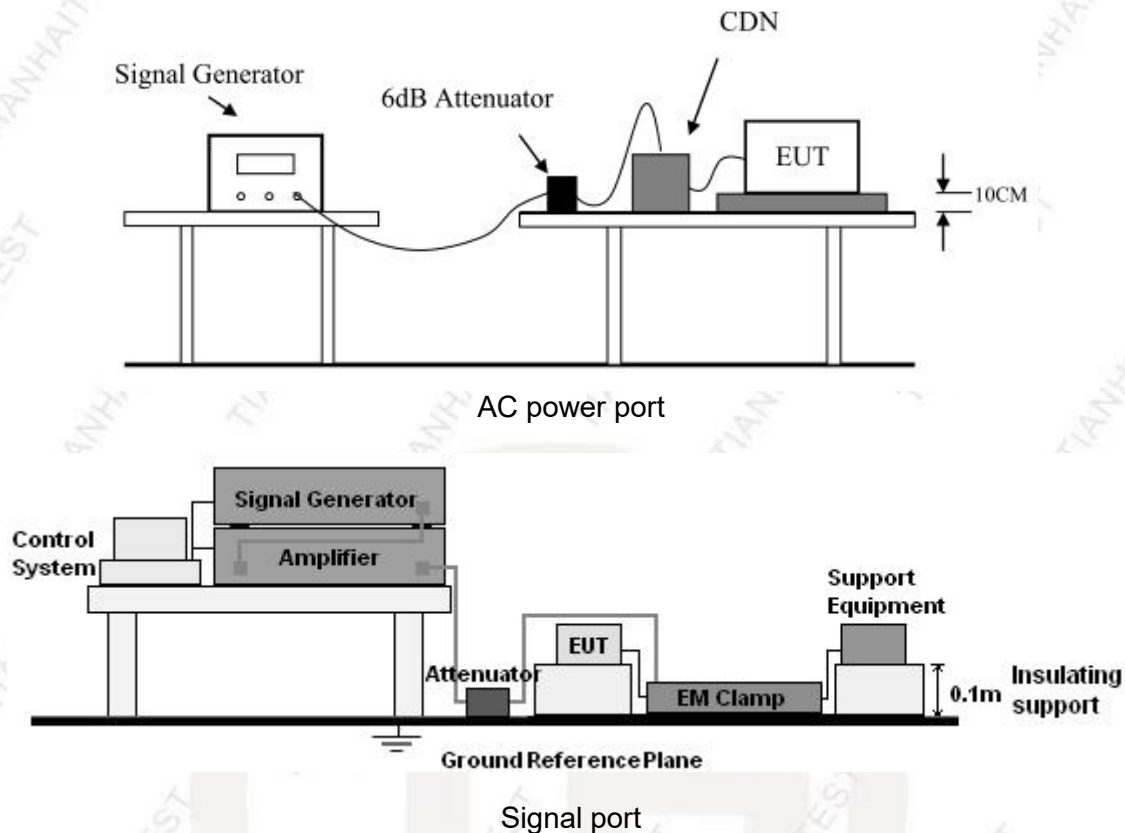 CDN
Signal Generator
6dB Attenuator
EUT
10CM
AC power port
Signal Generator
Control
System
Amplifier
Support
Equipment
EUT
Attenuator
EM Clamp
0.1m
Insulating
support
Ground Reference Plane
Signal port